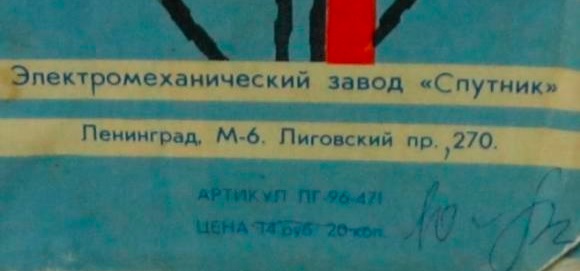 Электромеханический завод «Спутник»
Ленинград, М-6. Лиговский пр., 270.
АРТИКУЛ ПГ-96-471
ЦЕНА 14 руб. 20 коп.